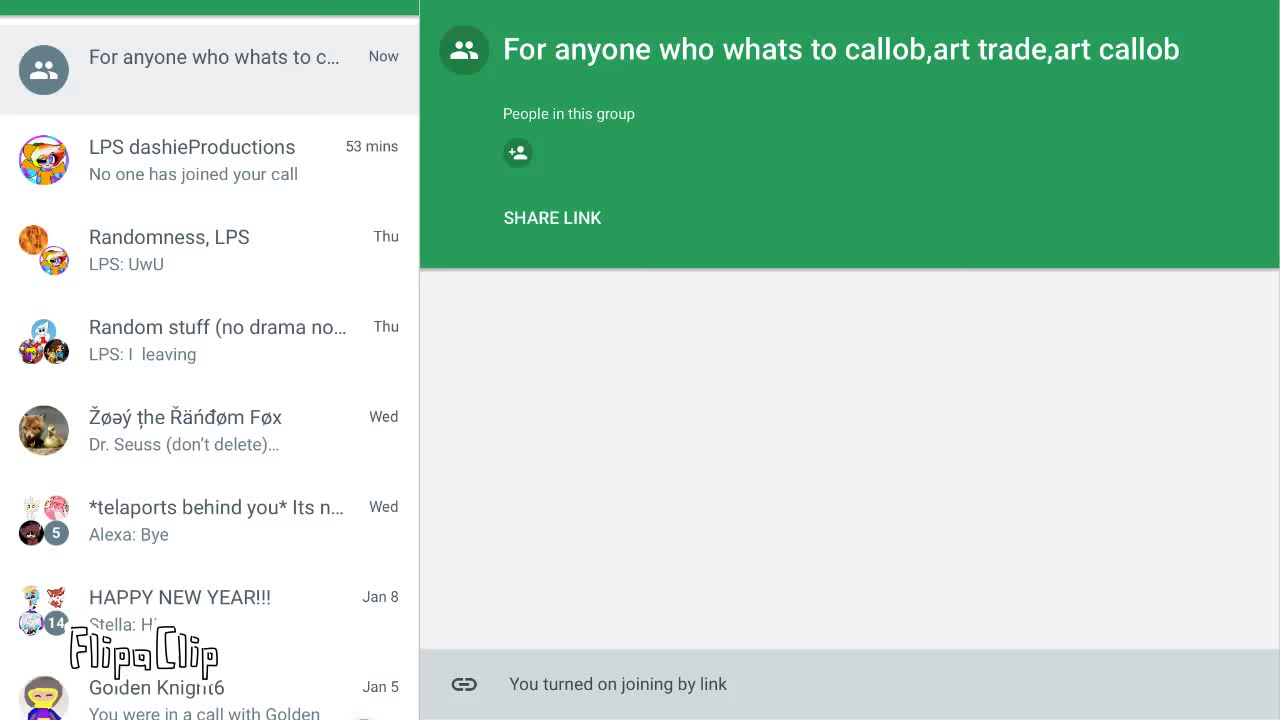 For anyone who whats to c...
Now
LPS dashieProductions
53 mins
No one has joined your call
Randomness, LPS
Thu
LPS: UwU
Random stuff (no drama no...
Thu
LPS: I  leaving
Žøəý țhe Řäńđøm Føx
Wed
Dr. Seuss (don’t delete)...
*telaports behind you* Its n...
Wed
5
Alexa: Bye
HAPPY NEW YEAR!!!
Jan 8
14
Stella:
FlipaClip
Golden Knight6
Jan 5
You were in a call with Golden
For anyone who whats to callob,art trade,art callob
People in this group
SHARE LINK
You turned on joining by link